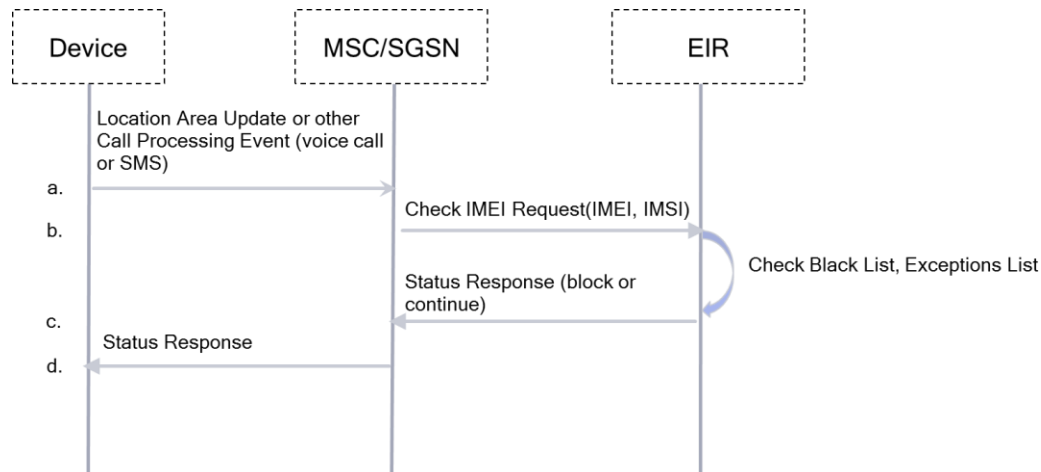 Device
MSC/SGSN
EIR
Location Area Update or other
Call Processing Event (voice call
or SMS)
a.
Check IMEI Request(IMEI, IMSI)
b.
Check Black List, Exceptions List
Status Response (block or
continue)
c.
Status Response
d.